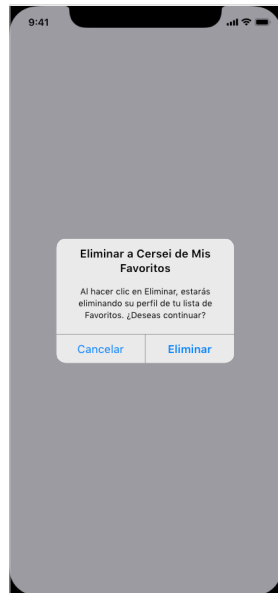 9:41
Eliminar a Cersei de Mis
Favoritos
Al hacer clic en Eliminar, estarás
eliminando su perfil de tu lista de
Favoritos. ¿Deseas continuar?
Cancelar
Eliminar